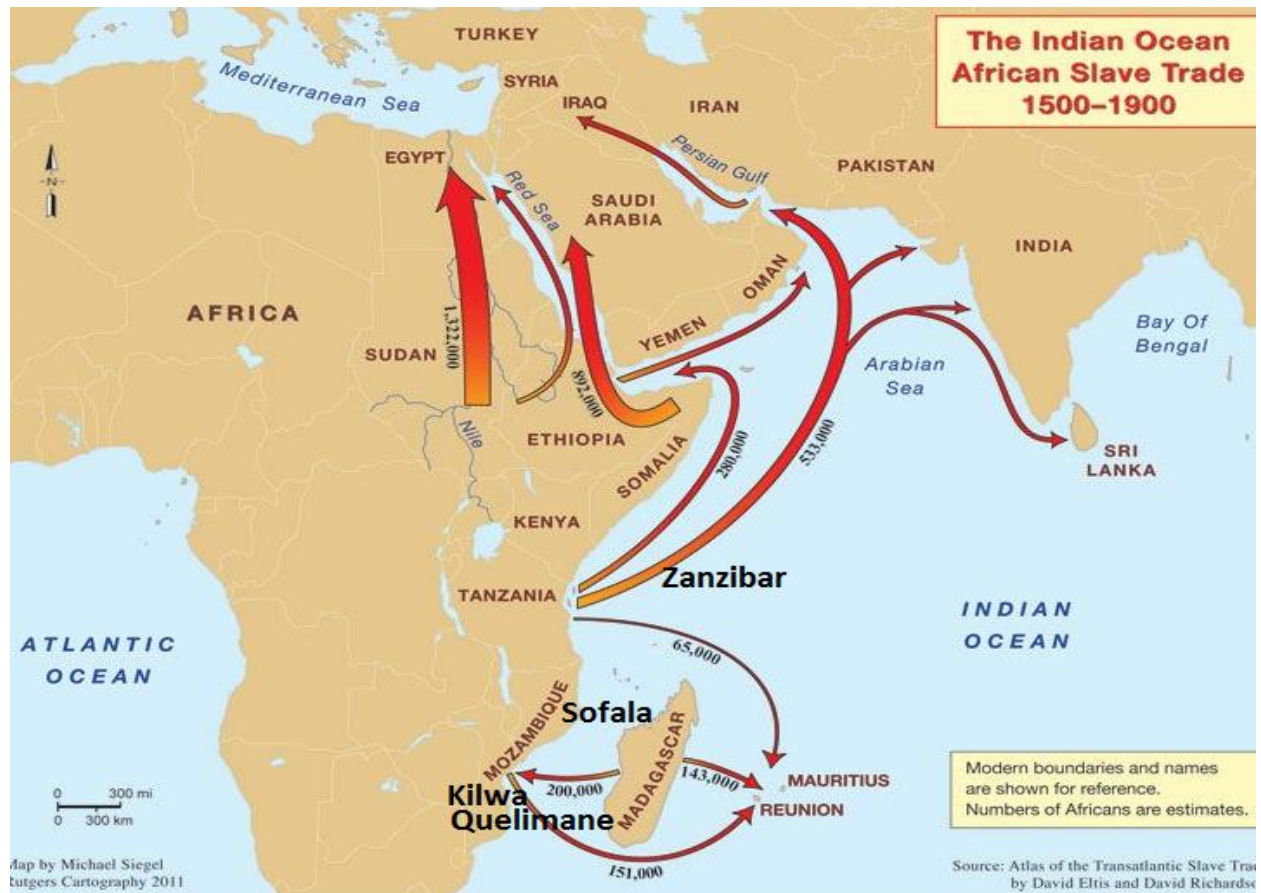 The Indian Ocean
African Slave Trade
1500–1900
TURKEY
SYRIA
Mediterranean Sea
IRAQ
IRAN
EGYPT
Persian Gulf
PAKISTAN
-N-
Red Sea
SAUDI
ARABIA
INDIA
OMAN
AFRICA
1,322,000
YEMEN
Bay Of
Bengal
SUDAN
892,000
Arabian
Sea
Nile
ETHIOPIA
SOMALIA
280,000
533,000
SRI
LANKA
KENYA
Zanzibar
TANZANIA
INDIAN
OCEAN
ATLANTIC
OCEAN
65,000
MOZAMBIQUE
Sofala
MADAGASCAR
143,000
MAURITIUS
200,000
REUNION
Kilwa
Quelimane
151,000
0 300 mi
0 300 km
Modern boundaries and names
are shown for reference.
Numbers of Africans are estimates.
Map by Michael Siegel
Rutgers Cartography 2011
Source: Atlas of the Transatlantic Slave Tra
by David Eltis and David Richards